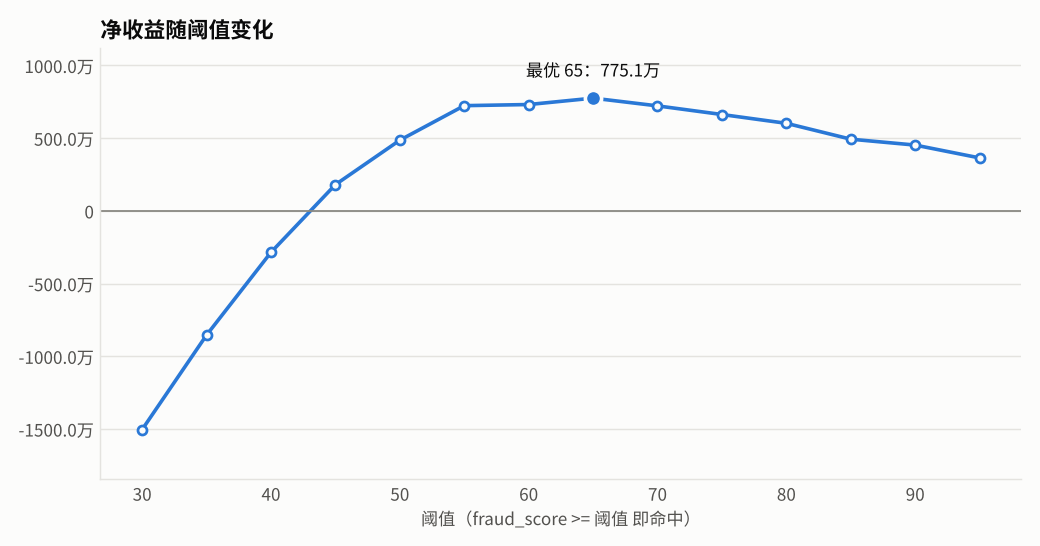 净收益随阈值变化
最优 65：775.1万
1000.0万
500.0万
0
-500.0万
-1000.0万
-1500.0万
30 40 50 60 70 80 90
阈值（fraud_score >= 阈值 即命中）